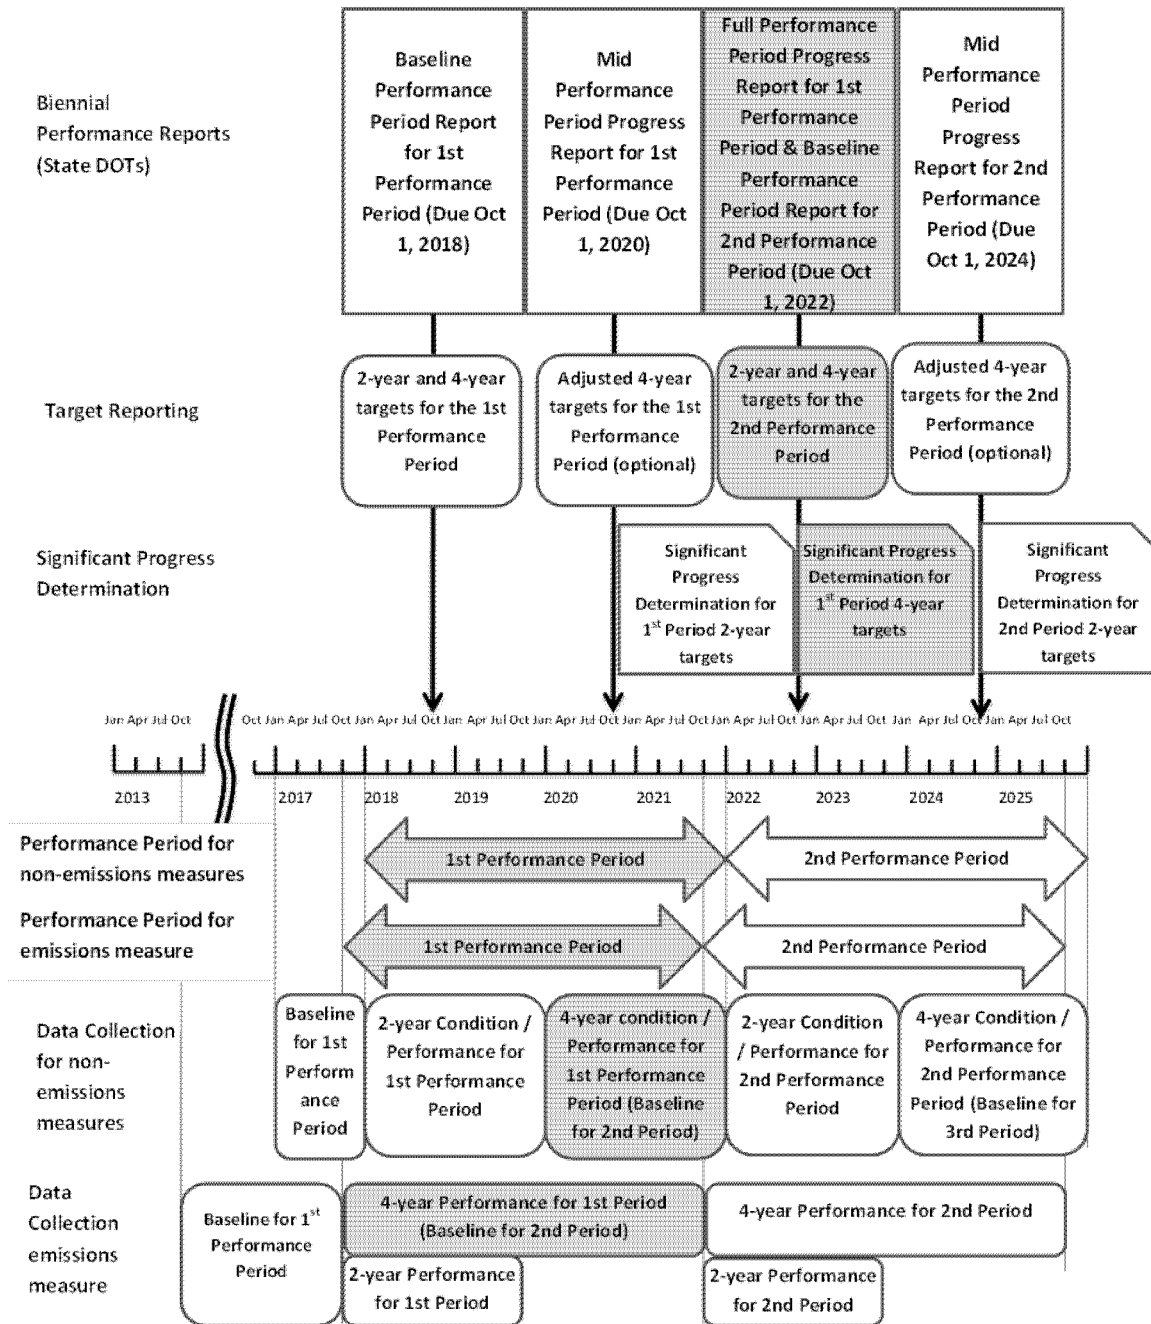 Biennial
Performance Reports
(State DOTs)
Baseline
Performance
Period Report
for 1st
Performance
Period (Due Oct
1, 2018)
Mid
Performance
Period Progress
Report for 1st
Performance
Period (Due Oct
1, 2020)
Full Performance
Period Progress
Report for 1st
Performance
Period & Baseline
Performance
Period Report for
2nd Performance
Period (Due Oct
1, 2022)
Mid
Performance
Period
Progress
Report for 2nd
Performance
Period (Due
Oct 1, 2024)
Target Reporting
2-year and 4-year
targets for the 1st
Performance
Period
Adjusted 4-year
targets for the 1st
Performance
Period (optional)
2-year and 4-year
targets for the
2nd Performance
Period
Adjusted 4-year
targets for the 2nd
Performance
Period (optional)
Significant Progress
Determination
Significant
Progress
Determination for
1st Period 2-year
targets
Significant Progress
Determination for
1st Period 4-year
targets
Significant
Progress
Determination for
2nd Period 2-year
targets
Jan Apr Jul Oct
Oct Jan Apr Jul Oct Jan Apr Jul Oct Jan Apr Jul Oct Jan Apr Jul Oct Jan Apr Jul Oct Jan Apr Jul Oct Jan Apr Jul Oct Jan Apr Jul Oct Jan Apr Jul Oct
2013
2017
2018
2019
2020
2021
2022
2023
2024
2025
Performance Period for
non-emissions measures
1st Performance Period
2nd Performance Period
Performance Period for
emissions measure
1st Performance Period
2nd Performance Period
Data Collection
for non-
emissions
measures
Baseline
for 1st
Perform
ance
Period
2-year Condition /
Performance for
1st Performance
Period
4-year condition /
Performance for
1st Performance
Period (Baseline
for 2nd Period)
2-year Condition
/ Performance for
2nd Performance
Period
4-year Condition /
Performance for
2nd Performance
Period (Baseline for
3rd Period)
Data
Collection
emissions
measure
Baseline for 1st
Performance
Period
4-year Performance for 1st Period
(Baseline for 2nd Period)
4-year Performance for 2nd Period
2-year Performance
for 1st Period
2-year Performance
for 2nd Period